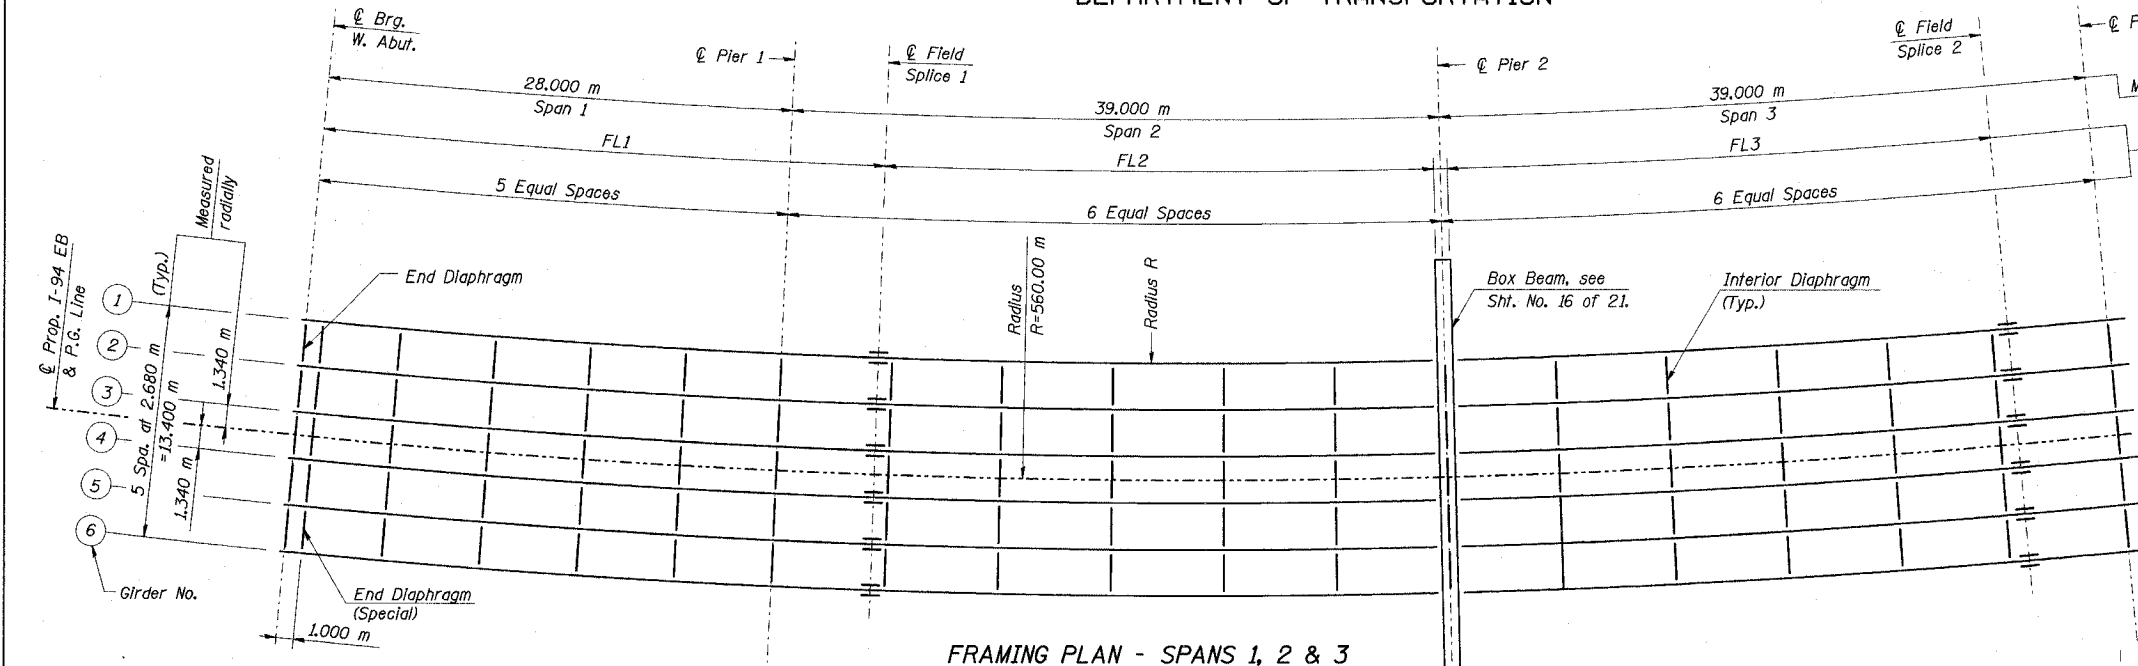 DEPARTMENT OF TRANSPORTATION
℄ Brg.
W. Abut.
℄ Pier 1
℄ Field
Splice 1
℄ Pier 2
℄ Field
Splice 2
℄ F
28.000 m
Span 1
39.000 m
Span 2
39.000 m
Span 3
M
FL1
FL2
FL3
5 Equal Spaces
6 Equal Spaces
6 Equal Spaces
Measured
radially
℄ Prop. I-94 EB
& P.G. Line
(Typ.)
5 Spa. at 2.680 m
=13.400 m
1.340 m
1.340 m
1
2
3
4
5
6
Girder No.
End Diaphragm
End Diaphragm
(Special)
1.000 m
Radius
R=560.00 m
Radius R
Box Beam, see
Sht. No. 16 of 21.
Interior Diaphragm
(Typ.)
FRAMING PLAN - SPANS 1, 2 & 3